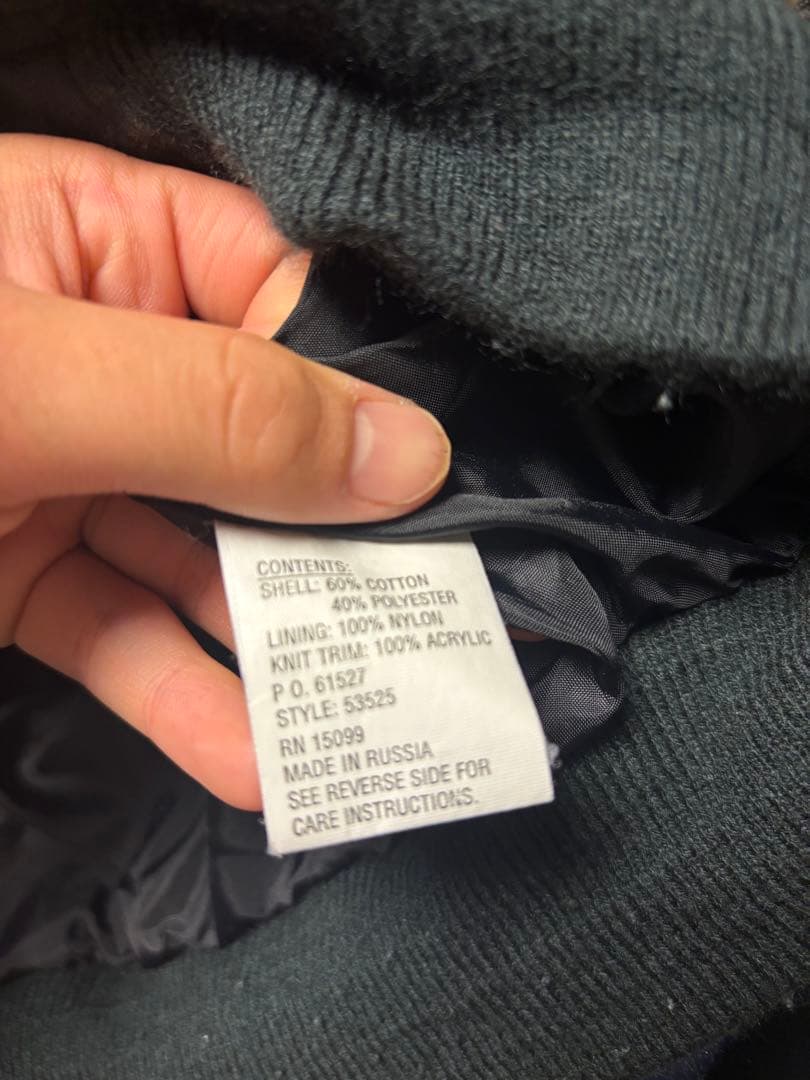 CONTENTS:
SHELL: 60% COTTON
40% POLYESTER
LINING: 100% NYLON
KNIT TRIM: 100% ACRYLIC
P O. 61527
STYLE: 53525
RN 15099
MADE IN RUSSIA
SEE REVERSE SIDE FOR
CARE INSTRUCTIONS.